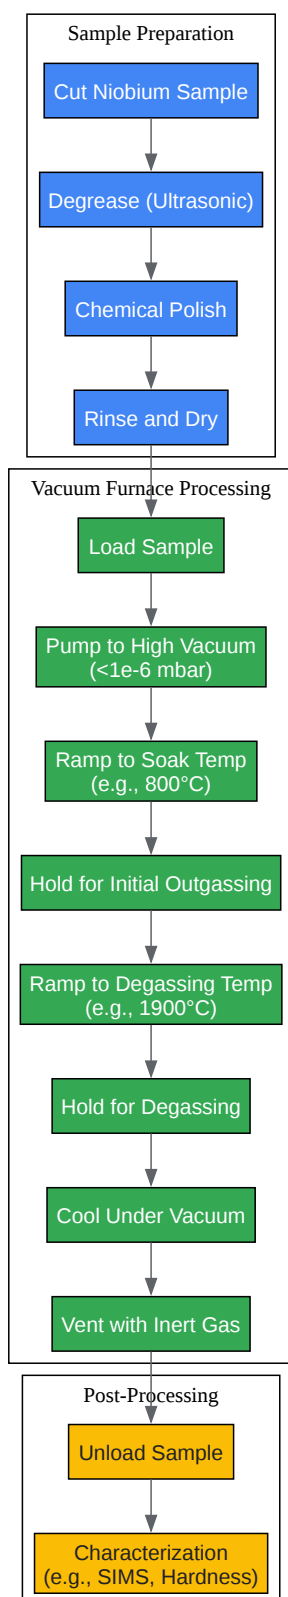 Sample Preparation
Cut Niobium Sample
Degrease (Ultrasonic)
Chemical Polish
Rinse and Dry
Vacuum Furnace Processing
Load Sample
Pump to High Vacuum
(<1e-6 mbar)
Ramp to Soak Temp
(e.g., 800°C)
Hold for Initial Outgassing
Ramp to Degassing Temp
(e.g., 1900°C)
Hold for Degassing
Cool Under Vacuum
Vent with Inert Gas
Post-Processing
Unload Sample
Characterization
(e.g., SIMS, Hardness)